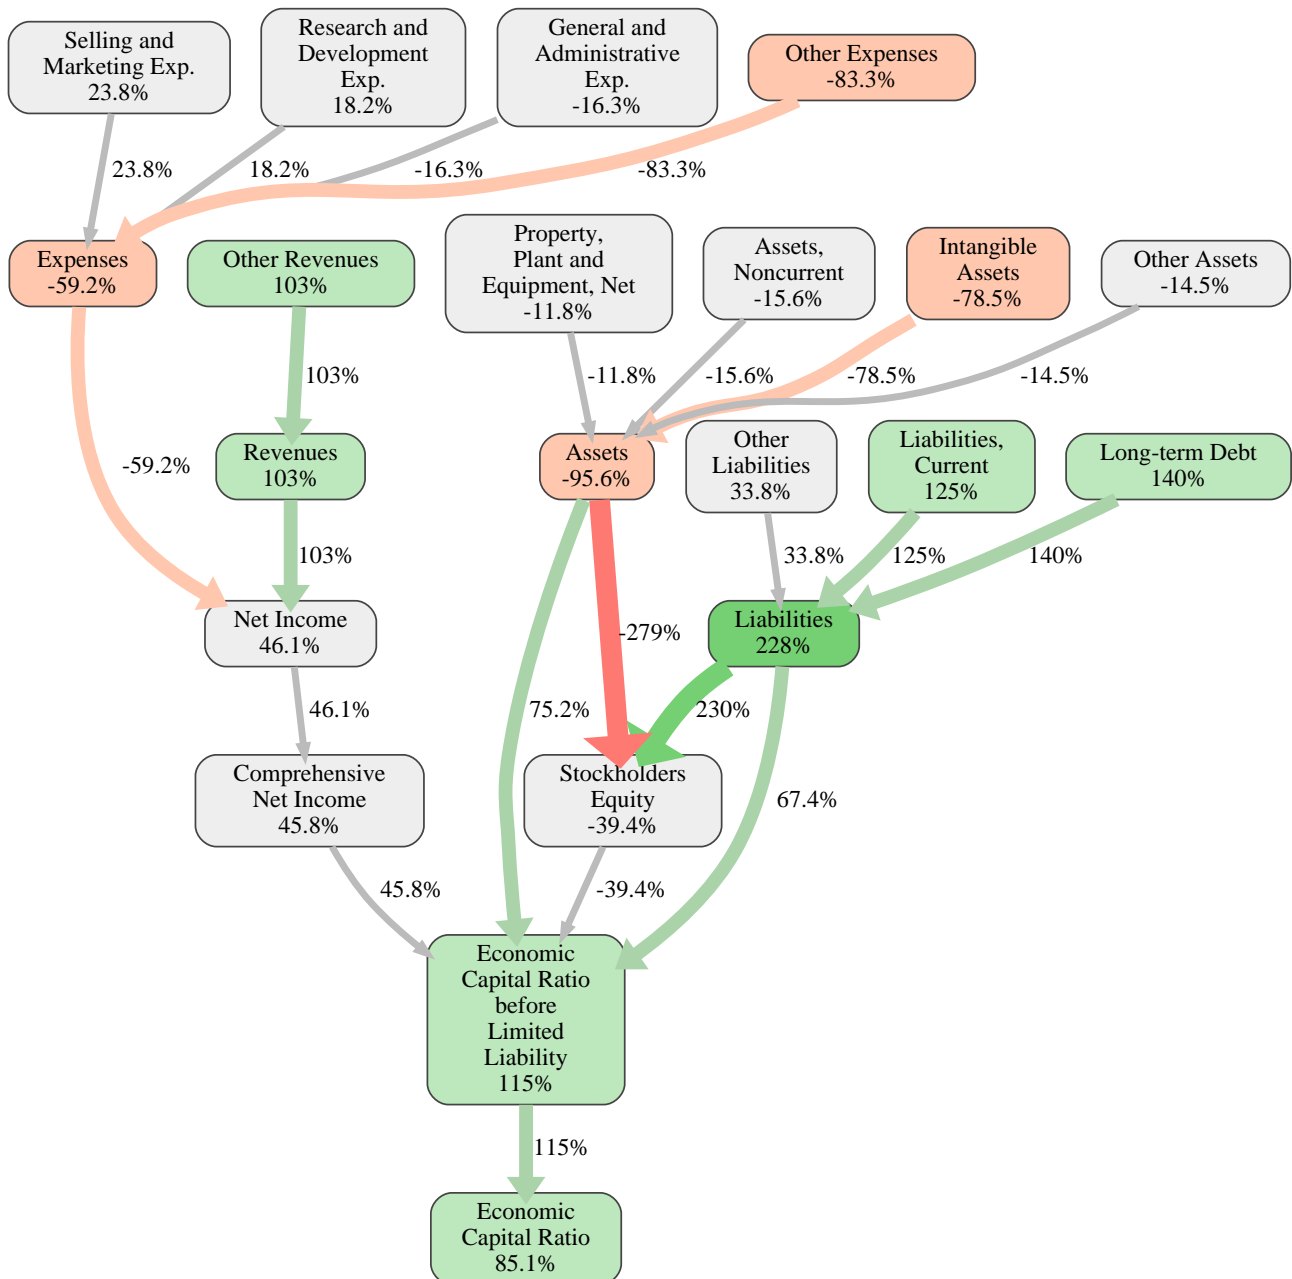 Selling and
Marketing Exp.
23.8%
Research and
Development
Exp.
18.2%
General and
Administrative
Exp.
-16.3%
Other Expenses
-83.3%
23.8%
18.2%
-16.3%
-83.3%
Expenses
-59.2%
Other Revenues
103%
Property,
Plant and
Equipment, Net
-11.8%
Assets,
Noncurrent
-15.6%
Intangible
Assets
-78.5%
Other Assets
-14.5%
103%
-11.8%
-15.6%
-78.5%
-14.5%
-59.2%
Revenues
103%
Assets
-95.6%
Other
Liabilities
33.8%
Liabilities,
Current
125%
Long-term Debt
140%
103%
33.8%
125%
140%
Net Income
46.1%
-279%
Liabilities
228%
46.1%
75.2%
230%
Comprehensive
Net Income
45.8%
Stockholders
Equity
-39.4%
67.4%
45.8%
-39.4%
Economic
Capital Ratio
before
Limited
Liability
115%
115%
Economic
Capital Ratio
85.1%